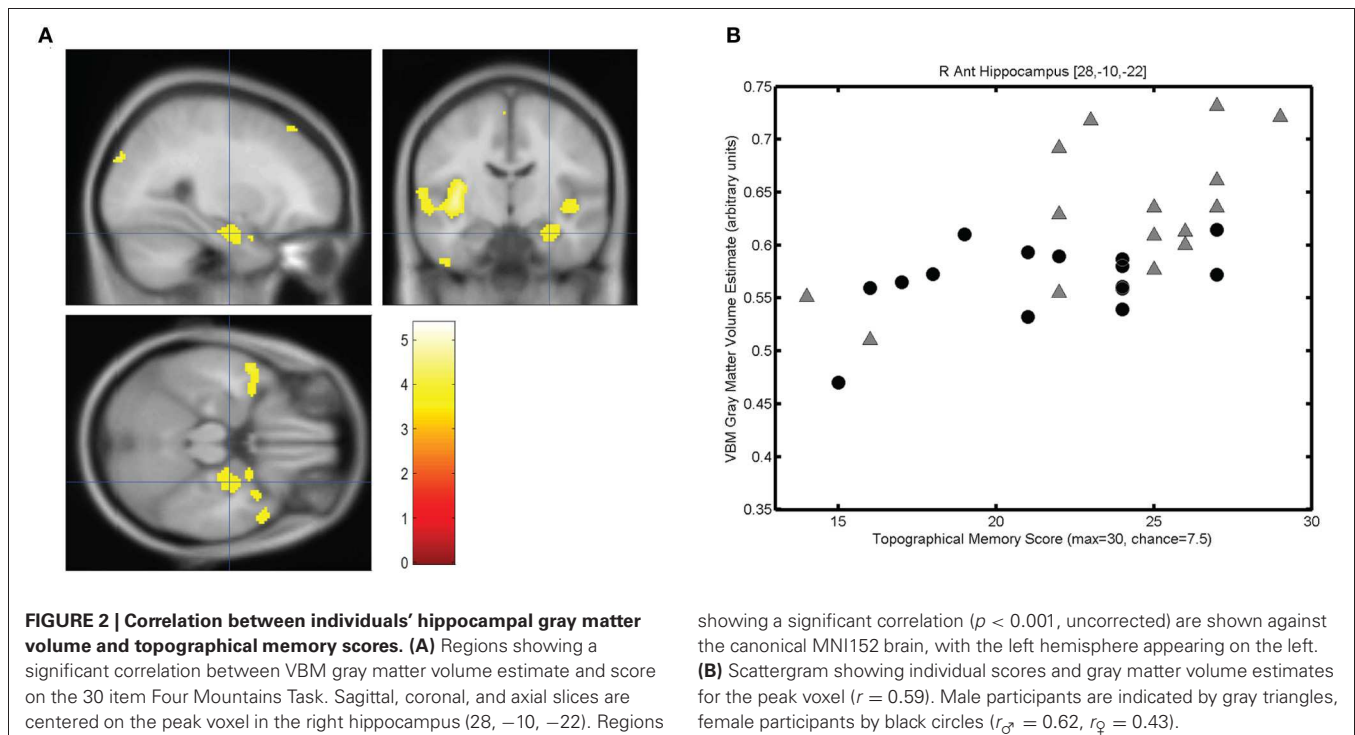 A
5
4
3
2
1
0
B
R Ant Hippocampus [28,-10,-22]
0.75
0.7
0.65
0.6
0.55
0.5
0.45
0.4
0.35
VBM Gray Matter Volume Estimate (arbitrary units)
15
20
25
30
Topographical Memory Score (max=30, chance=7.5)
FIGURE 2 | Correlation between individuals’ hippocampal gray matter
volume and topographical memory scores. (A) Regions showing a
significant correlation between VBM gray matter volume estimate and score
on the 30 item Four Mountains Task. Sagittal, coronal, and axial slices are
centered on the peak voxel in the right hippocampus (28, −10, −22). Regions
showing a significant correlation (p < 0.001, uncorrected) are shown against
the canonical MNI152 brain, with the left hemisphere appearing on the left.
(B) Scattergram showing individual scores and gray matter volume estimates
for the peak voxel (r = 0.59). Male participants are indicated by gray triangles,
female participants by black circles (r♂ = 0.62, r♀ = 0.43).